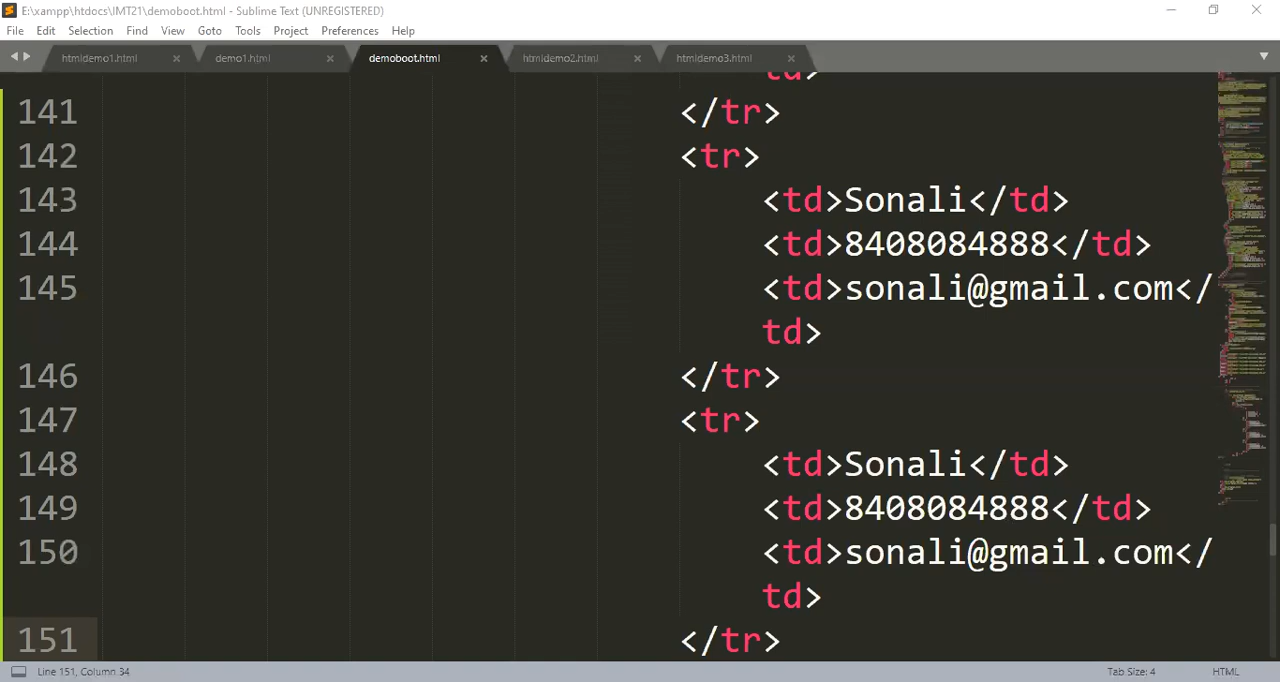 E:\xampp\htdocs\IMT21\demoboot.html - Sublime Text (UNREGISTERED)
File Edit Selection Find View Goto Tools Project Preferences Help
htmldemo1.html demo1.html demoboot.html htmldemo2.html htmldemo3.html
td>
141 </tr>
142 <tr>
143 <td>Sonali</td>
144 <td>8408084888</td>
145 <td>sonali@gmail.com</
td>
146 </tr>
147 <tr>
148 <td>Sonali</td>
149 <td>8408084888</td>
150 <td>sonali@gmail.com</
td>
151 </tr>
Line 151, Column 34 Tab Size: 4 HTML